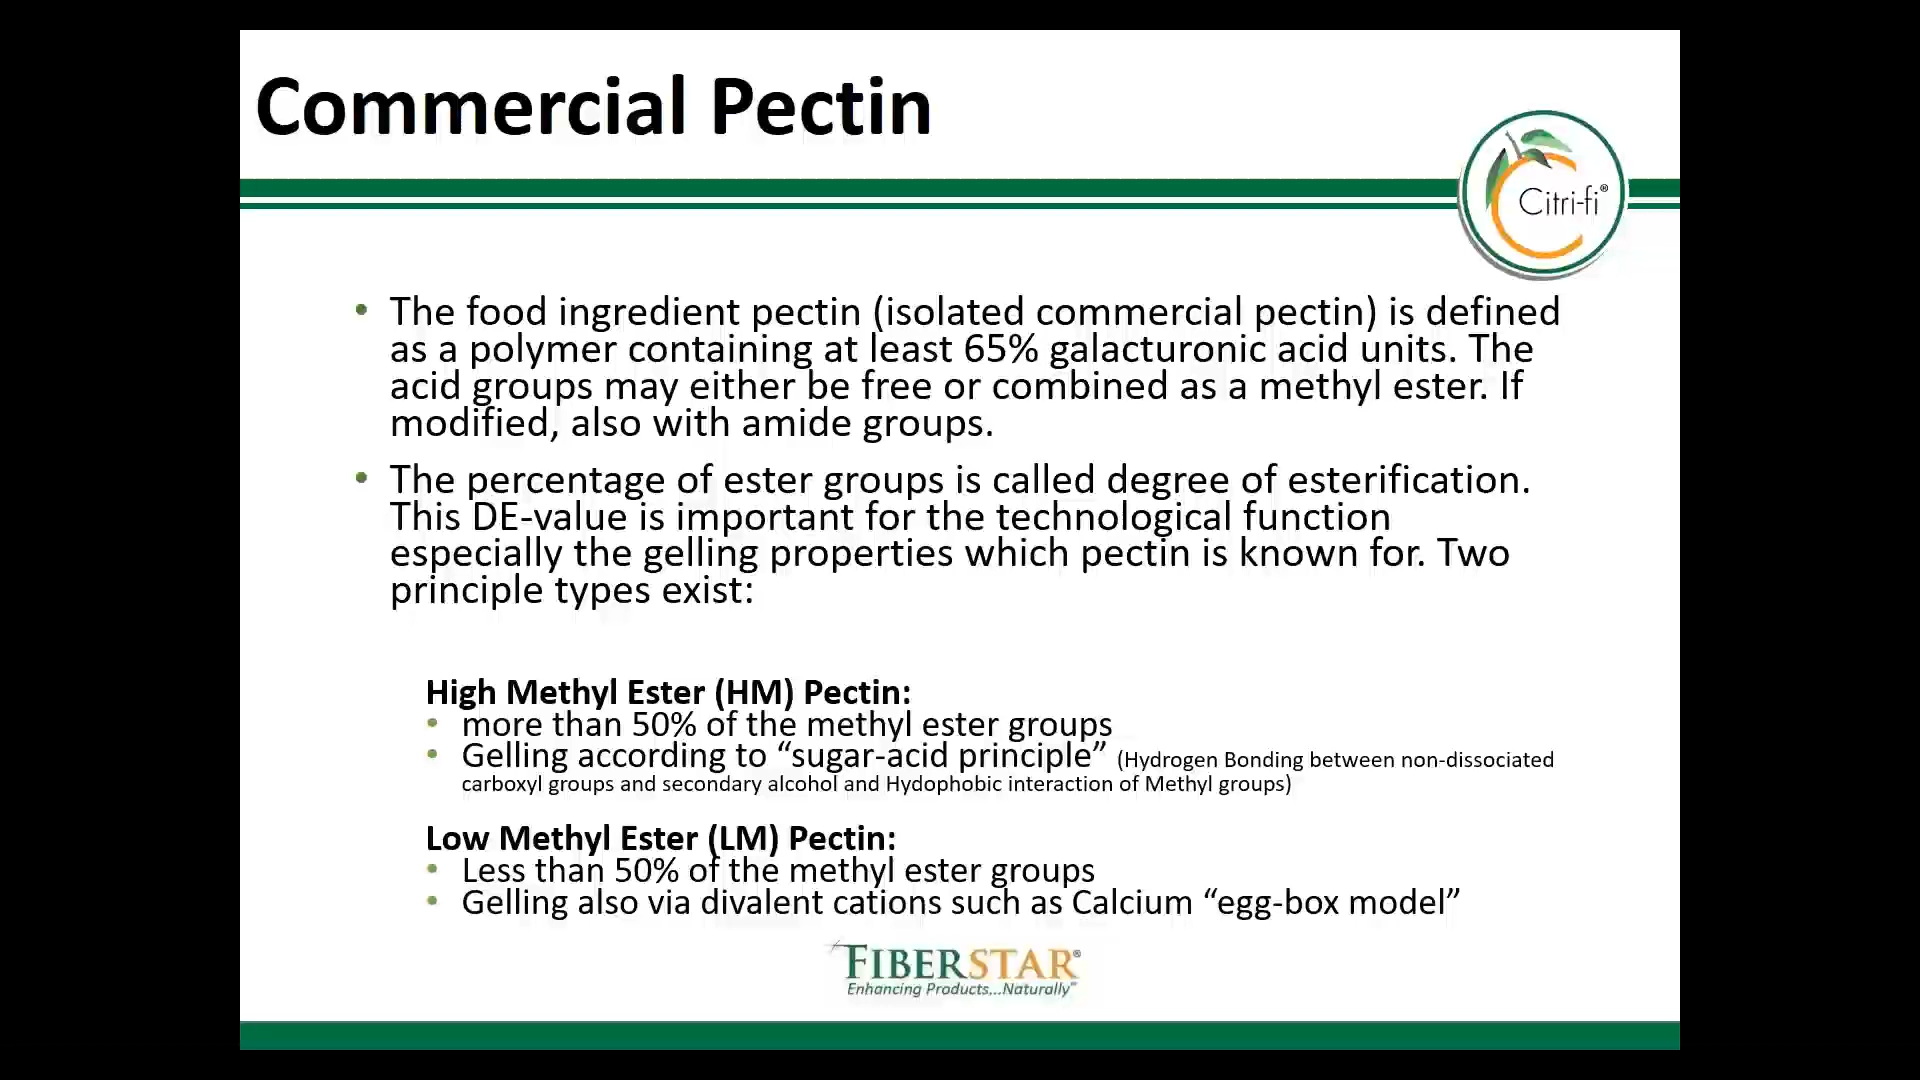 Commercial Pectin
Citri-fi®
• The food ingredient pectin (isolated commercial pectin) is defined
as a polymer containing at least 65% galacturonic acid units. The
acid groups may either be free or combined as a methyl ester. If
modified, also with amide groups.
• The percentage of ester groups is called degree of esterification.
This DE-value is important for the technological function
especially the gelling properties which pectin is known for. Two
principle types exist:
High Methyl Ester (HM) Pectin:
• more than 50% of the methyl ester groups
• Gelling according to “sugar-acid principle” (Hydrogen Bonding between non-dissociated
carboxyl groups and secondary alcohol and Hydophobic interaction of Methyl groups)
Low Methyl Ester (LM) Pectin:
• Less than 50% of the methyl ester groups
• Gelling also via divalent cations such as Calcium “egg-box model”
FIBERSTAR®
Enhancing Products...Naturally™